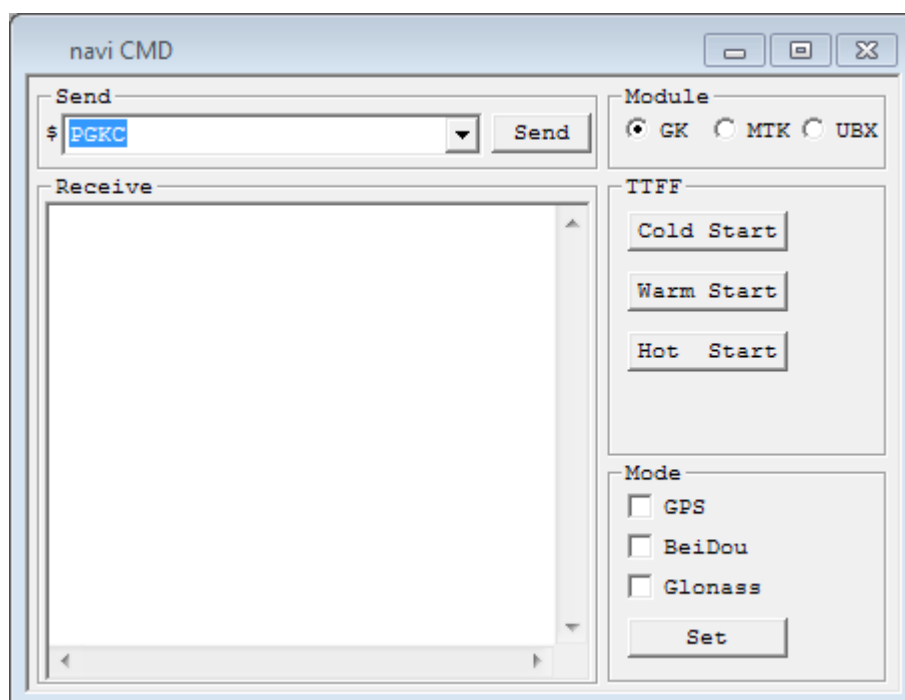 navi CMD
Send
$ PGKC Send
Receive
Module
GK MTK UBX
TTFF
Cold Start
Warm Start
Hot Start
Mode
GPS
BeiDou
Glonass
Set